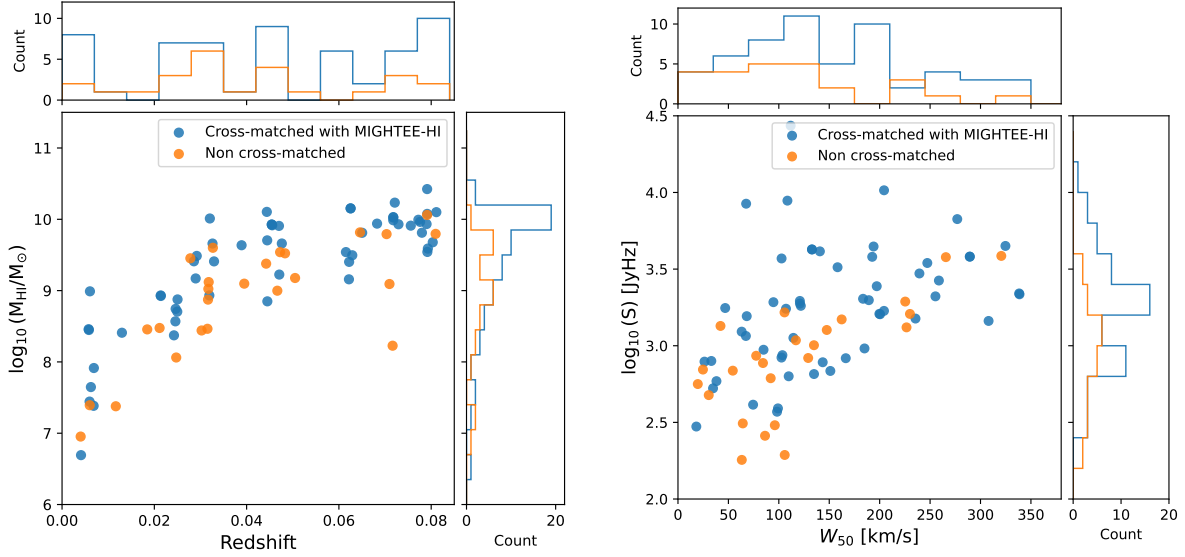 10
5
0
Count
10
5
0
Count
11
10
9
8
7
6
log₁₀(M_HI/M_⊙)
Cross-matched with MIGHTEE-HI
Non cross-matched
0.00 0.02 0.04 0.06 0.08
Redshift
0 20
Count
4.5
4.0
3.5
3.0
2.5
2.0
log₁₀(S) [JyHz]
Cross-matched with MIGHTEE-HI
Non cross-matched
0 50 100 150 200 250 300 350
W₅₀ [km/s]
0 10 20
Count